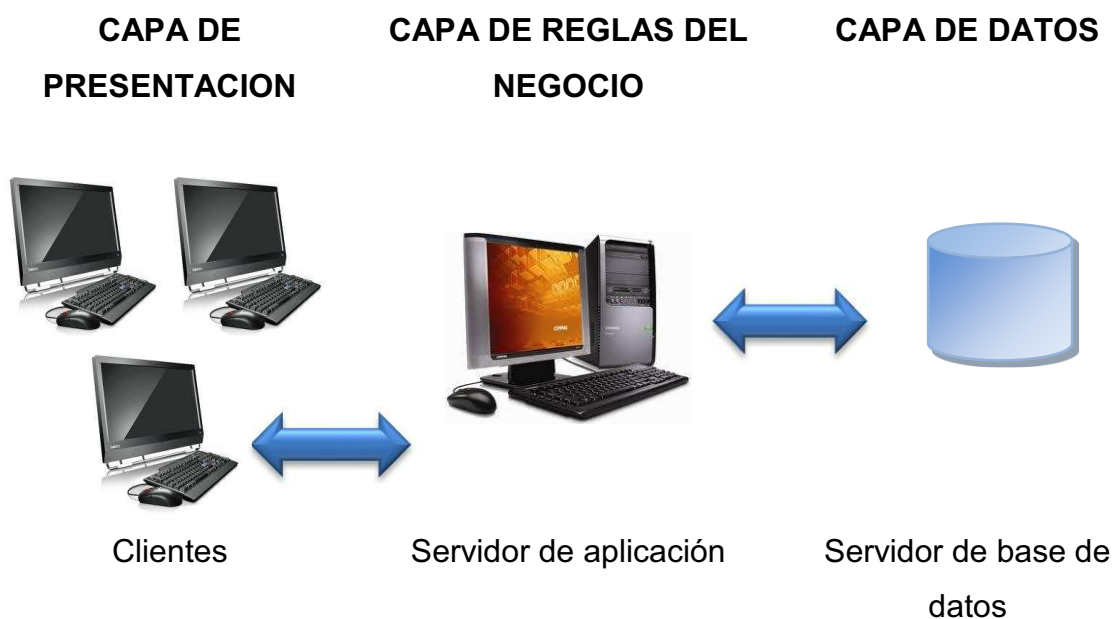 CAPA DE
PRESENTACION
CAPA DE REGLAS DEL
NEGOCIO
CAPA DE DATOS
Clientes
Servidor de aplicación
Servidor de base de
datos